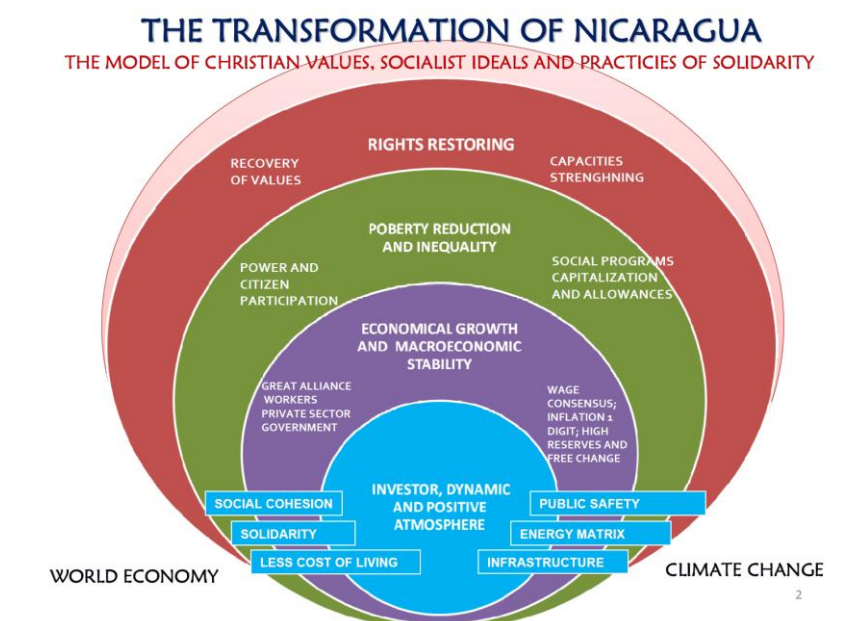 THE TRANSFORMATION OF NICARAGUA
THE MODEL OF CHRISTIAN VALUES, SOCIALIST IDEALS AND PRACTICIES OF SOLIDARITY
RIGHTS RESTORING
RECOVERY
OF VALUES
CAPACITIES
STRENGHNING
POBERTY REDUCTION
AND INEQUALITY
POWER AND
CITIZEN
PARTICIPATION
SOCIAL PROGRAMS
CAPITALIZATION
AND ALLOWANCES
ECONOMICAL GROWTH
AND MACROECONOMIC
STABILITY
GREAT ALLIANCE
WORKERS
PRIVATE SECTOR
GOVERNMENT
WAGE
CONSENSUS;
INFLATION 1
DIGIT; HIGH
RESERVES AND
FREE CHANGE
INVESTOR, DYNAMIC
AND POSITIVE
ATMOSPHERE
SOCIAL COHESION
SOLIDARITY
LESS COST OF LIVING
PUBLIC SAFETY
ENERGY MATRIX
INFRASTRUCTURE
WORLD ECONOMY
CLIMATE CHANGE
2